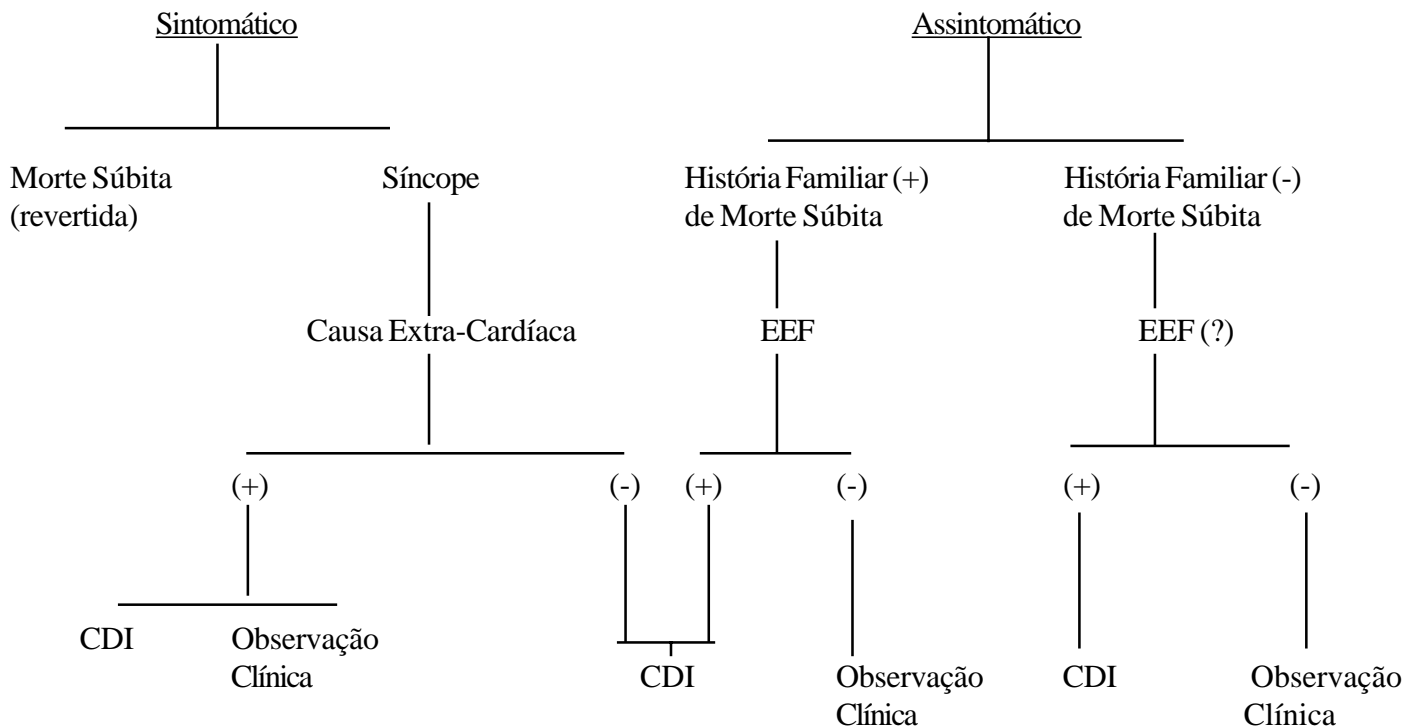 Sintomático
Assintomático
Morte Súbita
(revertida)
Síncope
História Familiar (+)
de Morte Súbita
História Familiar (-)
de Morte Súbita
Causa Extra-Cardíaca
EEF
EEF (?)
(+)
(-)
(+)
(-)
(+)
(-)
CDI
Observação
Clínica
CDI
Observação
Clínica
CDI
Observação
Clínica